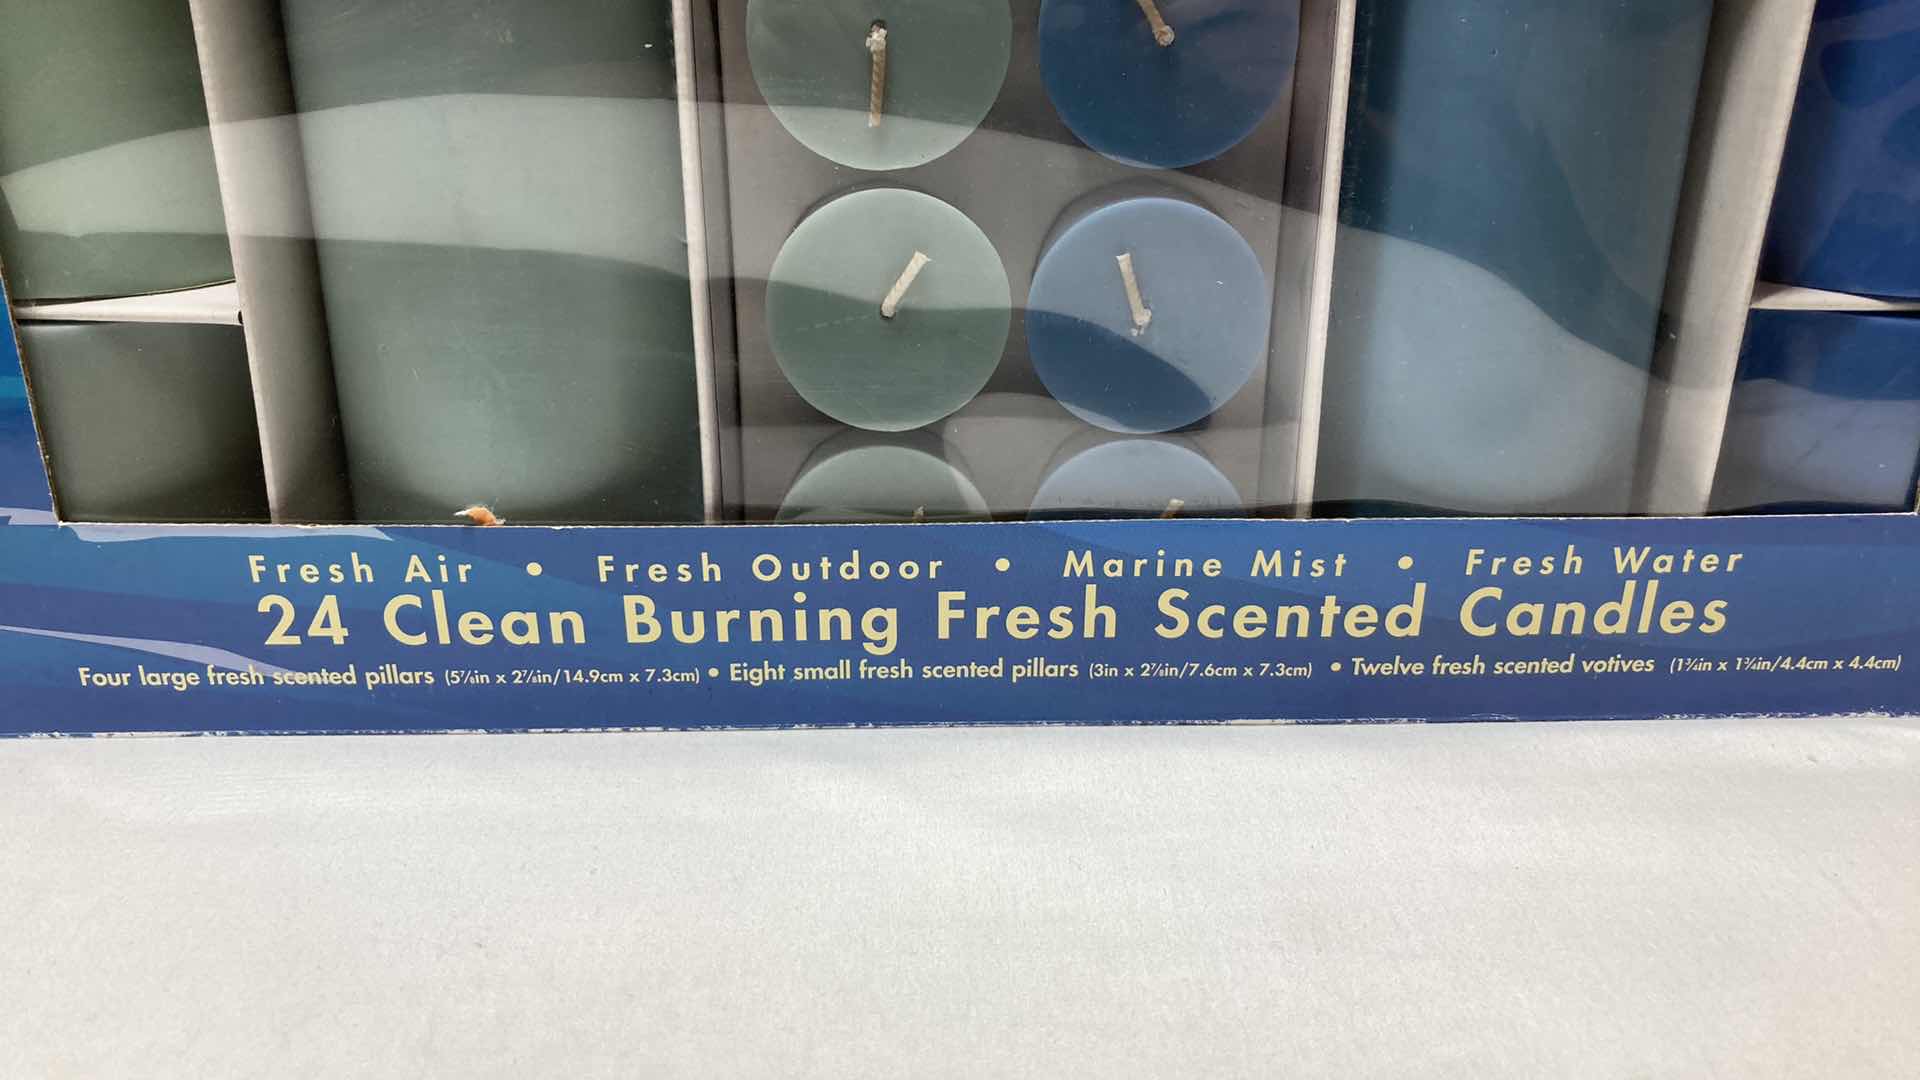 Fresh Air • Fresh Outdoor • Marine Mist • Fresh Water
24 Clean Burning Fresh Scented Candles
Four large fresh scented pillars (5⅞in x 2⅞in/14.9cm x 7.3cm) • Eight small fresh scented pillars (3in x 2⅞in/7.6cm x 7.3cm) • Twelve fresh scented votives (1¾in x 1¾in/4.4cm x 4.4cm)